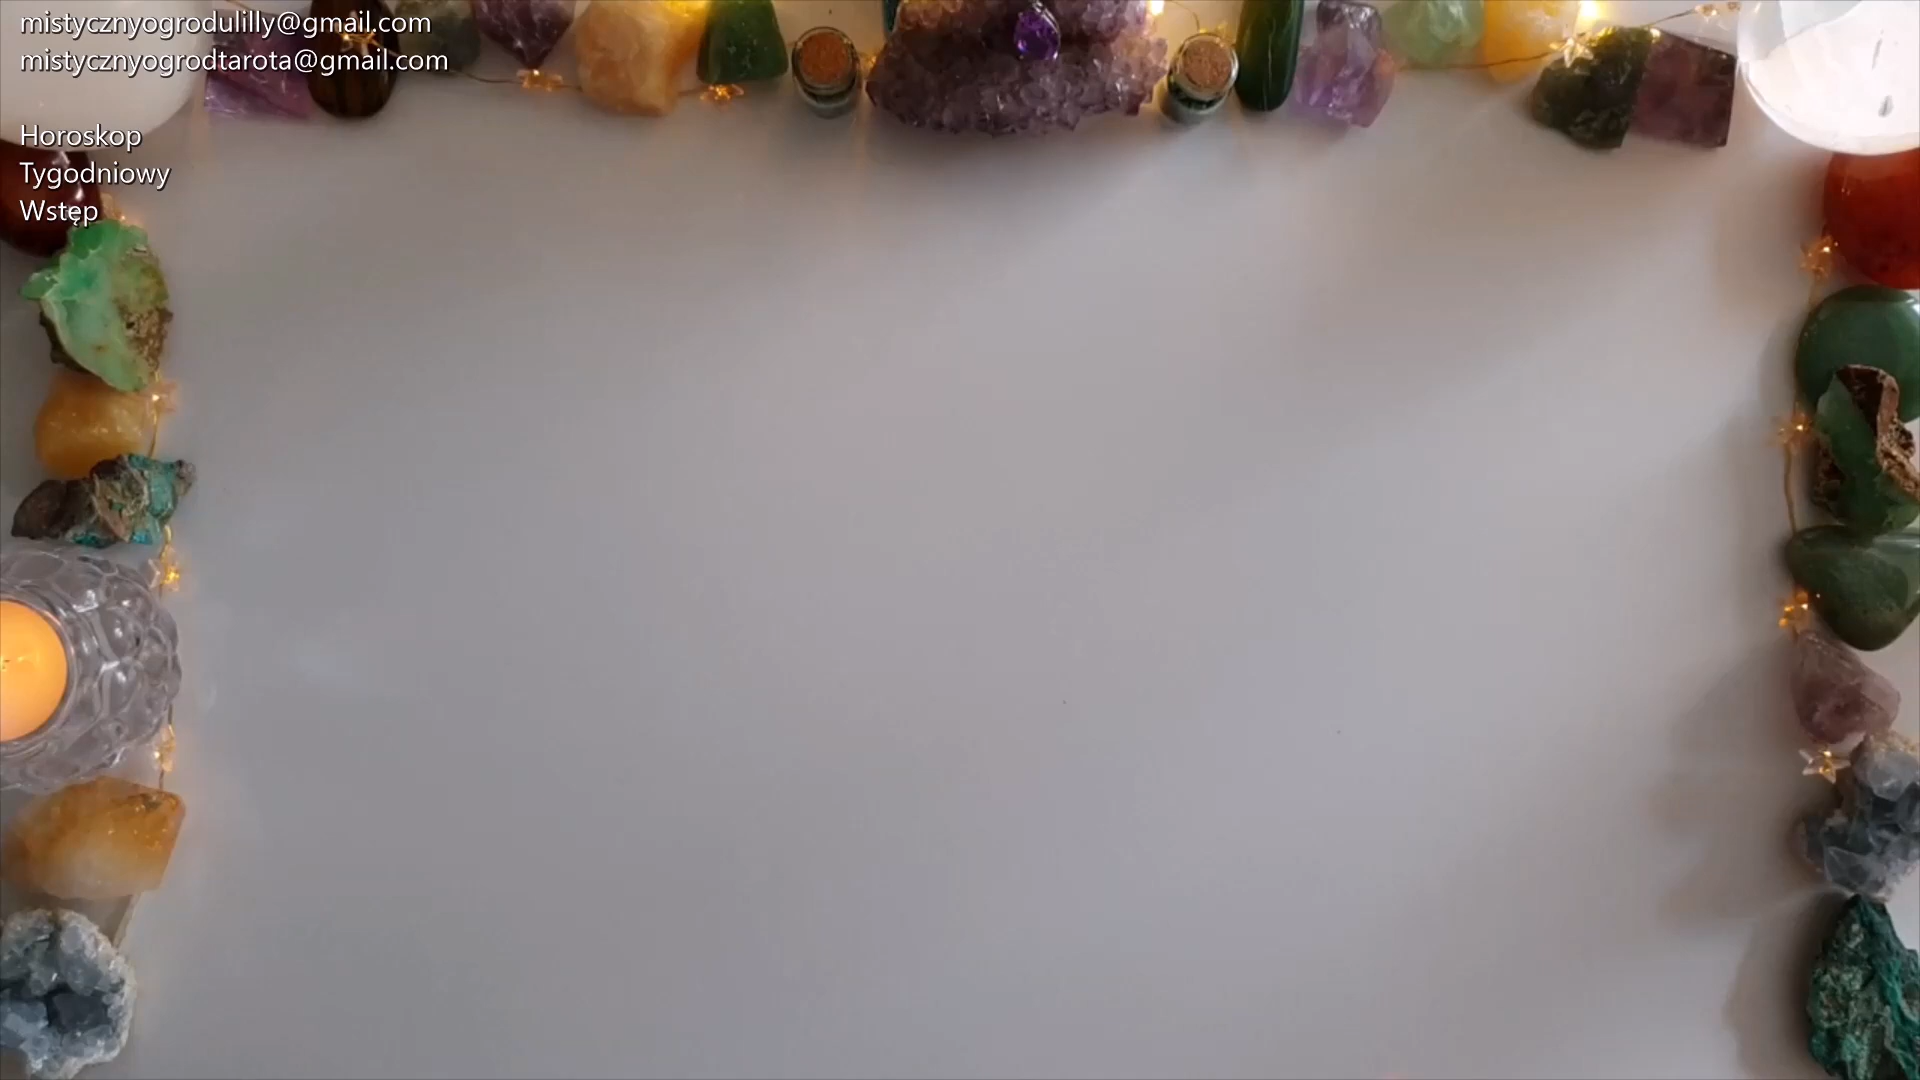 mistycznyogrodulilly@gmail.com
mistycznyogrodtarota@gmail.com
Horoskop
Tygodniowy
Wstęp